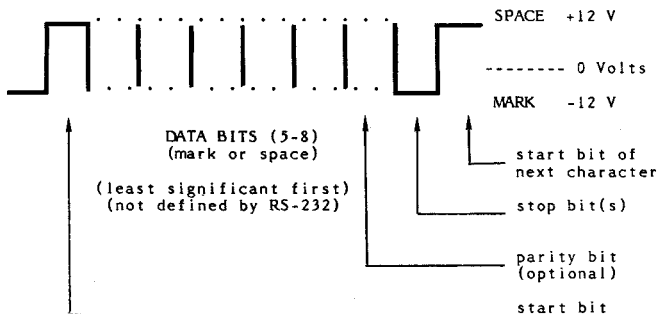 SPACE +12 V
-------- 0 Volts
MARK -12 V
DATA BITS (5-8)
(mark or space)
(least significant first)
(not defined by RS-232)
start bit of
next character
stop bit(s)
parity bit
(optional)
start bit